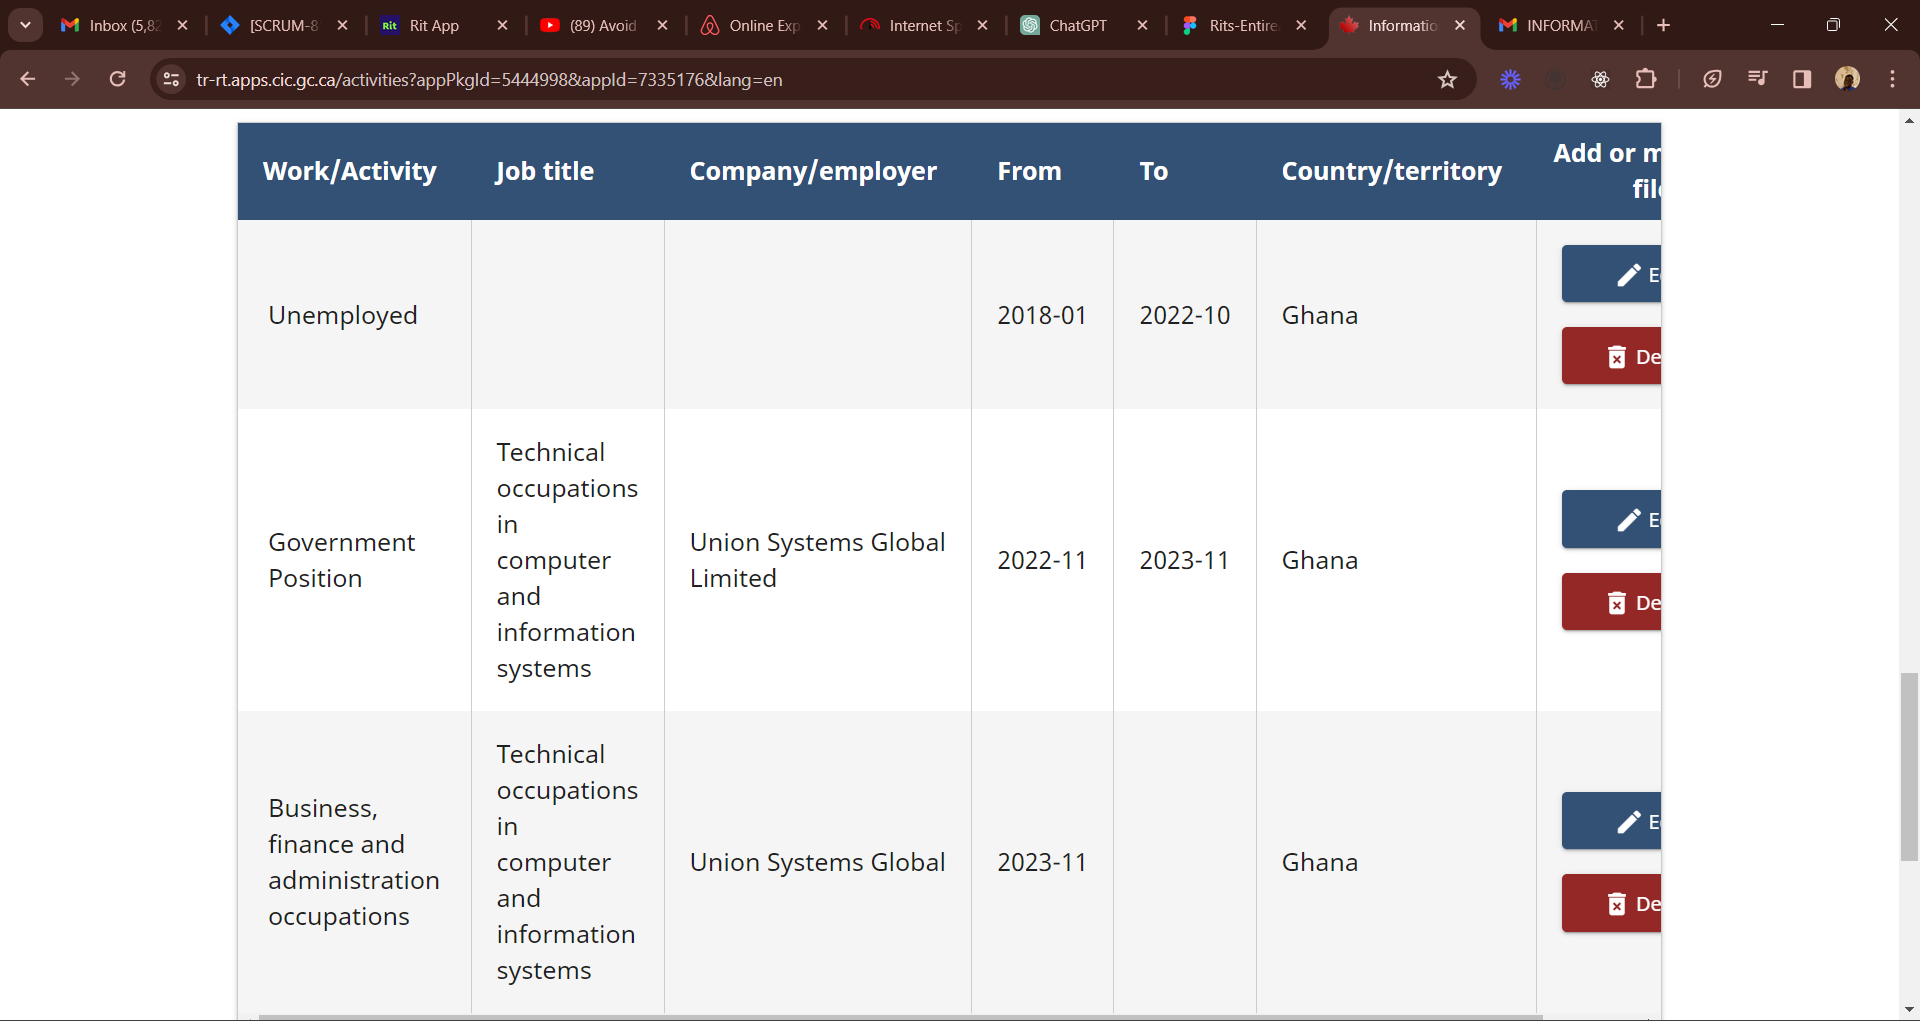 Inbox (5,82
[SCRUM-8
Rit
Rit App
(89) Avoid
Online Exp
Internet Sp
ChatGPT
Rits-Entire
Informatio
INFORMAT
tr-rt.apps.cic.gc.ca/activities?appPkgId=5444998&appId=7335176&lang=en
Work/Activity
Job title
Company/employer
From
To
Country/territory
Add or m
file
Unemployed
2018-01
2022-10
Ghana
E
De
Government
Position
Technical
occupations
in
computer
and
information
systems
Union Systems Global
Limited
2022-11
2023-11
Ghana
E
De
Business,
finance and
administration
occupations
Technical
occupations
in
computer
and
information
systems
Union Systems Global
2023-11
Ghana
E
De